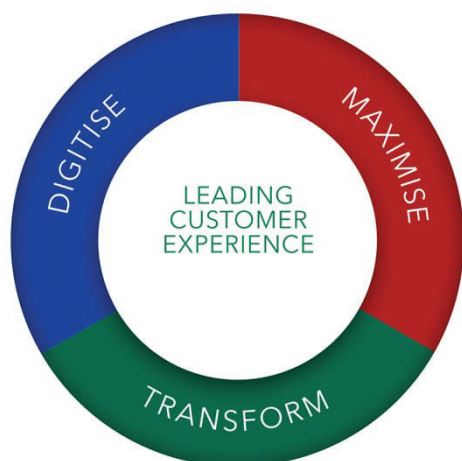 DIGITISE
MAXIMISE
LEADING
CUSTOMER
EXPERIENCE
TRANSFORM